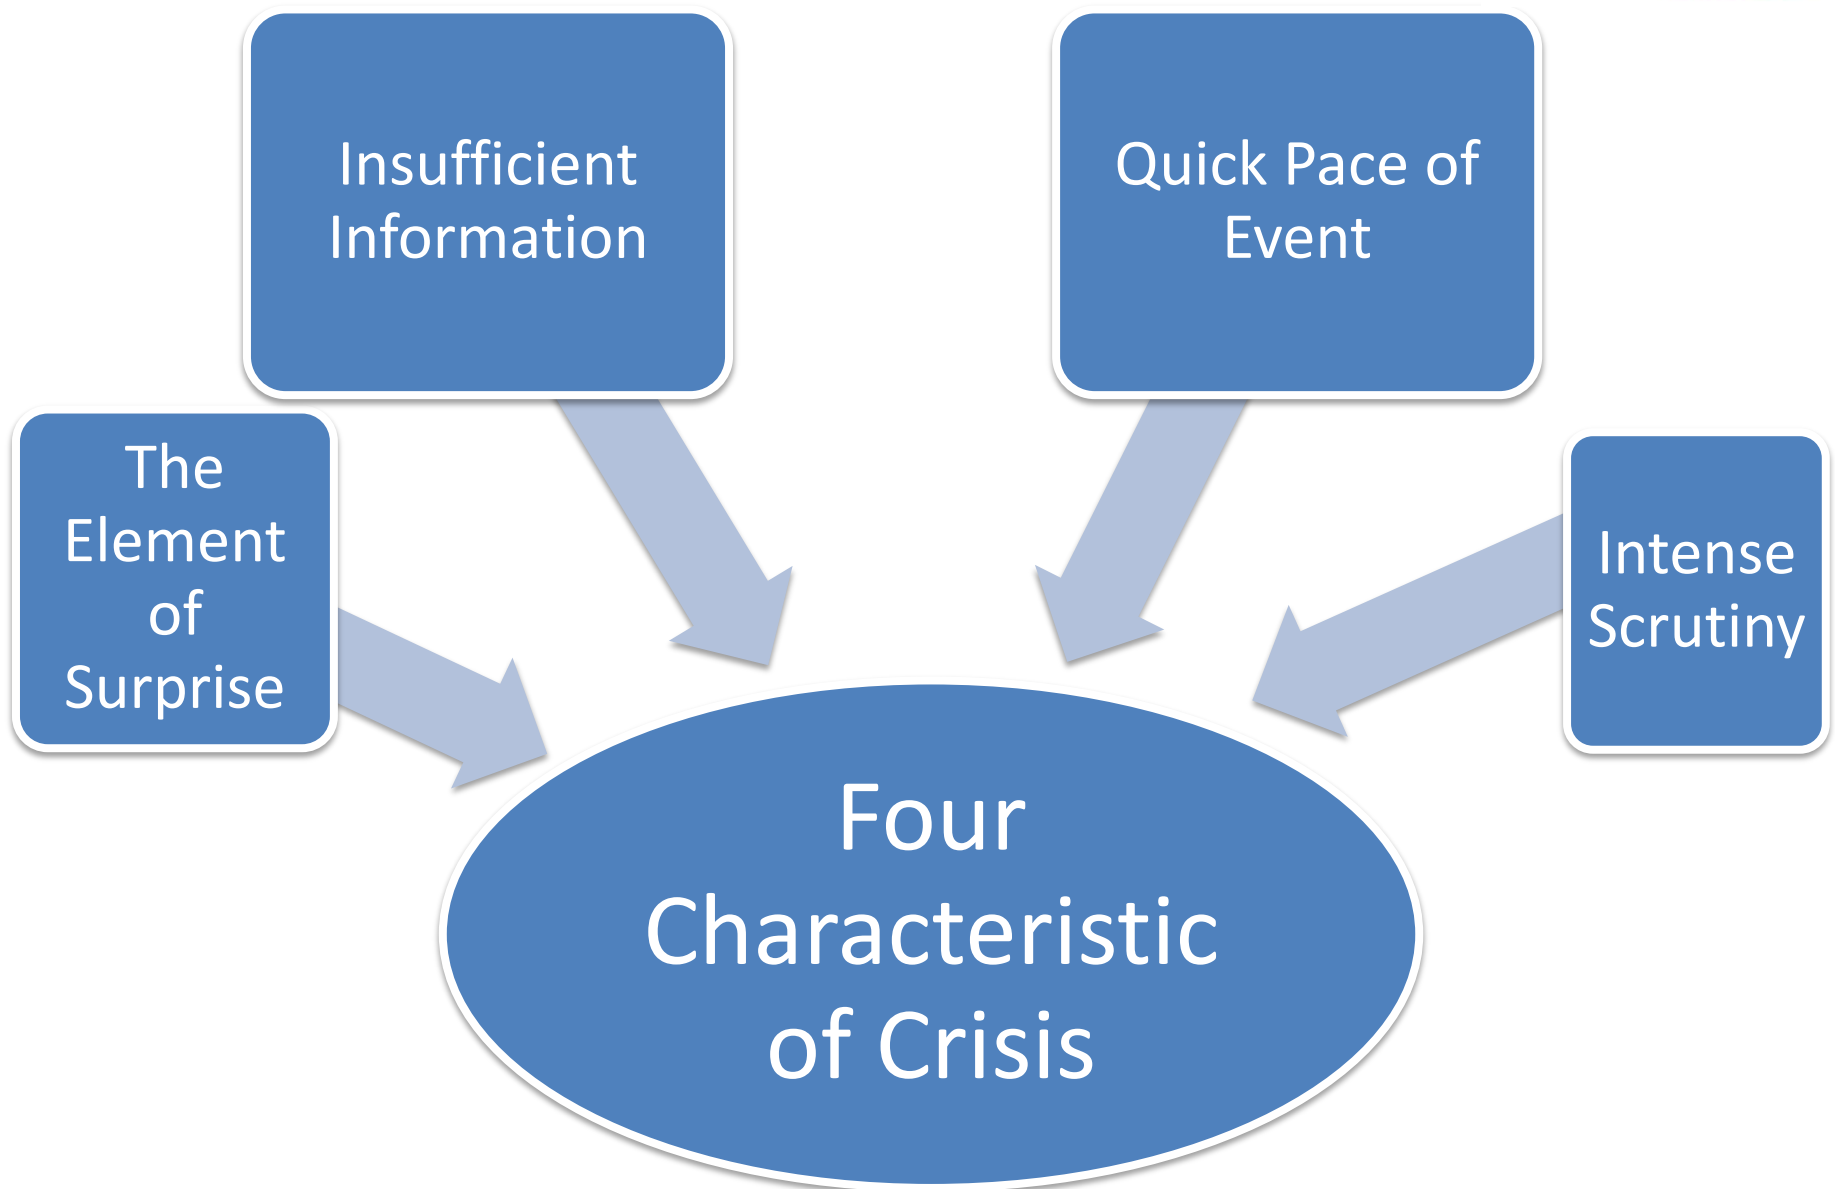 Insufficient
Information
Quick Pace of
Event
The
Element
of
Surprise
Intense
Scrutiny
Four
Characteristic
of Crisis